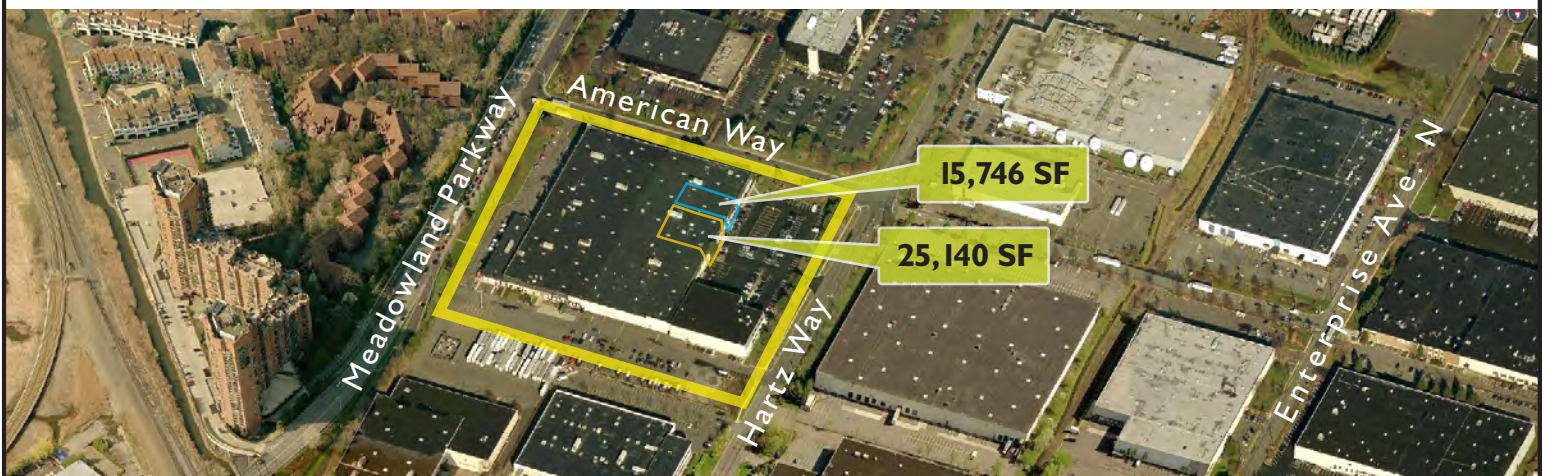 American Way
Meadowland Parkway
15,746 SF
25,140 SF
Hartz Way
Enterprise Ave. N